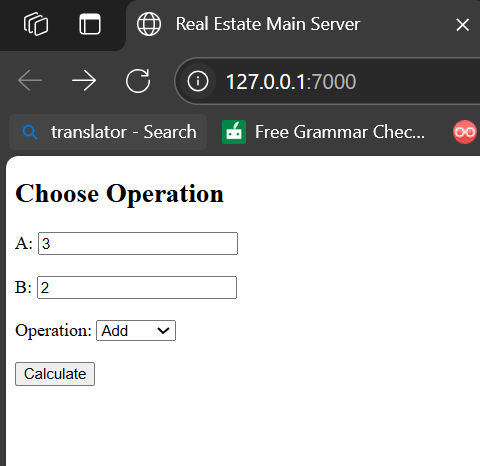 Real Estate Main Server
127.0.0.1:7000
translator - Search Free Grammar Chec...
Choose Operation
A: 3
B: 2
Operation: Add
Calculate